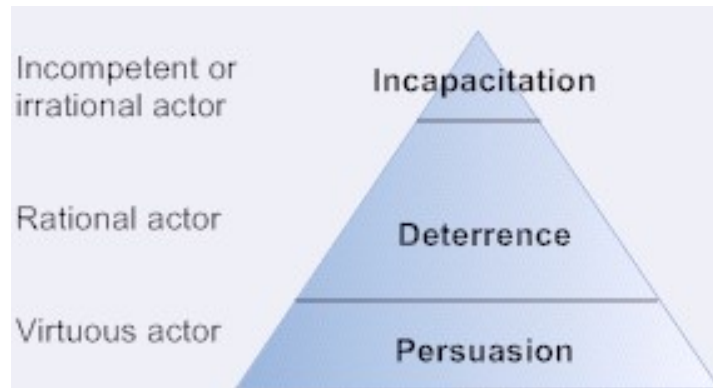 Incompetent or
irrational actor
Incapacitation
Rational actor
Deterrence
Virtuous actor
Persuasion